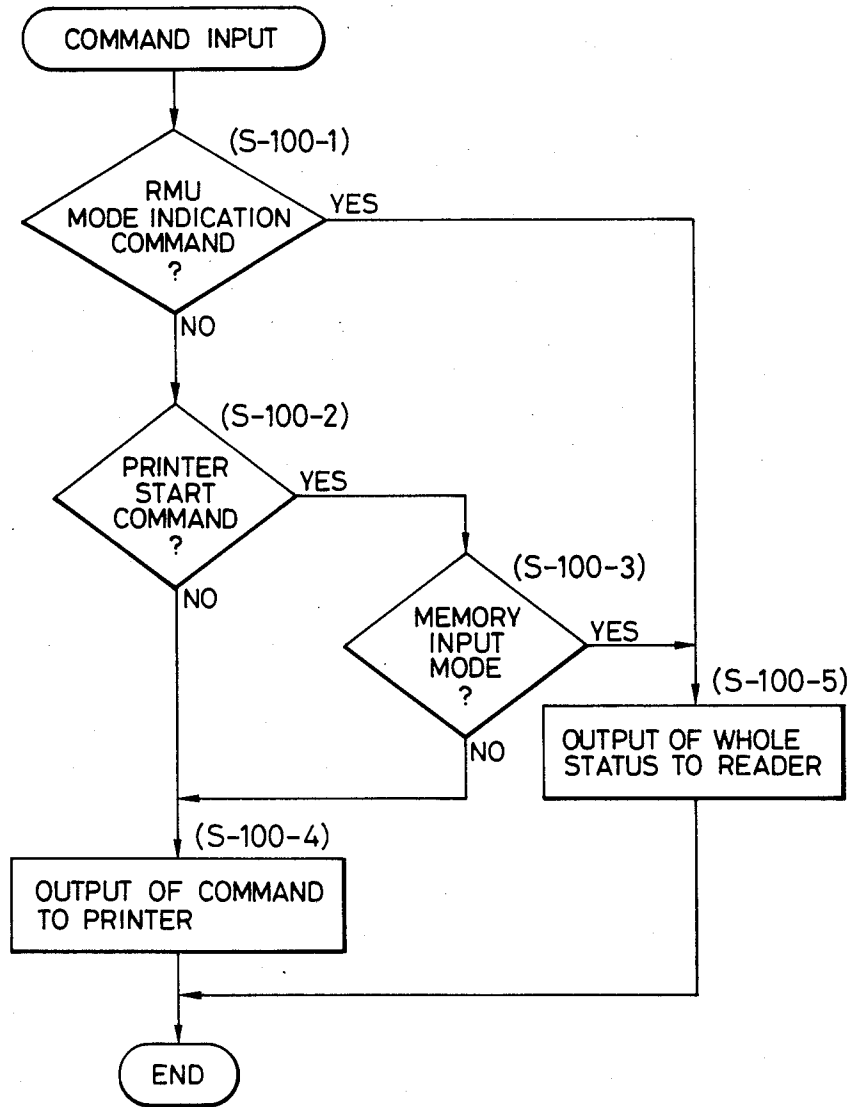 COMMAND INPUT
(S-100-1)
RMU
MODE INDICATION
COMMAND
?
YES
NO
(S-100-2)
PRINTER
START
COMMAND
?
YES
NO
(S-100-3)
MEMORY
INPUT
MODE
?
YES
NO
(S-100-5)
OUTPUT OF WHOLE
STATUS TO READER
(S-100-4)
OUTPUT OF COMMAND
TO PRINTER
END